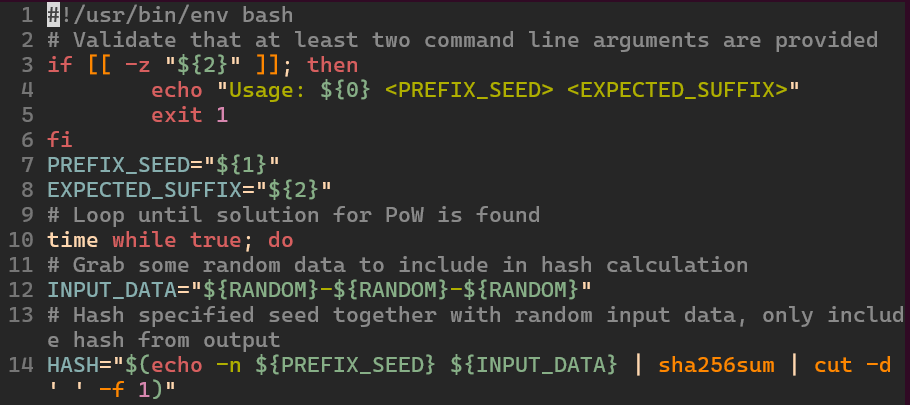 1 #!/usr/bin/env bash
2 # Validate that at least two command line arguments are provided
3 if [[ -z "${2}" ]]; then
4         echo "Usage: ${0} <PREFIX_SEED> <EXPECTED_SUFFIX>"
5         exit 1
6 fi
7 PREFIX_SEED="${1}"
8 EXPECTED_SUFFIX="${2}"
9 # Loop until solution for PoW is found
10 time while true; do
11 # Grab some random data to include in hash calculation
12 INPUT_DATA="${RANDOM}-${RANDOM}-${RANDOM}"
13 # Hash specified seed together with random input data, only includ
e hash from output
14 HASH="$(echo -n ${PREFIX_SEED} ${INPUT_DATA} | sha256sum | cut -d
' ' -f 1)"